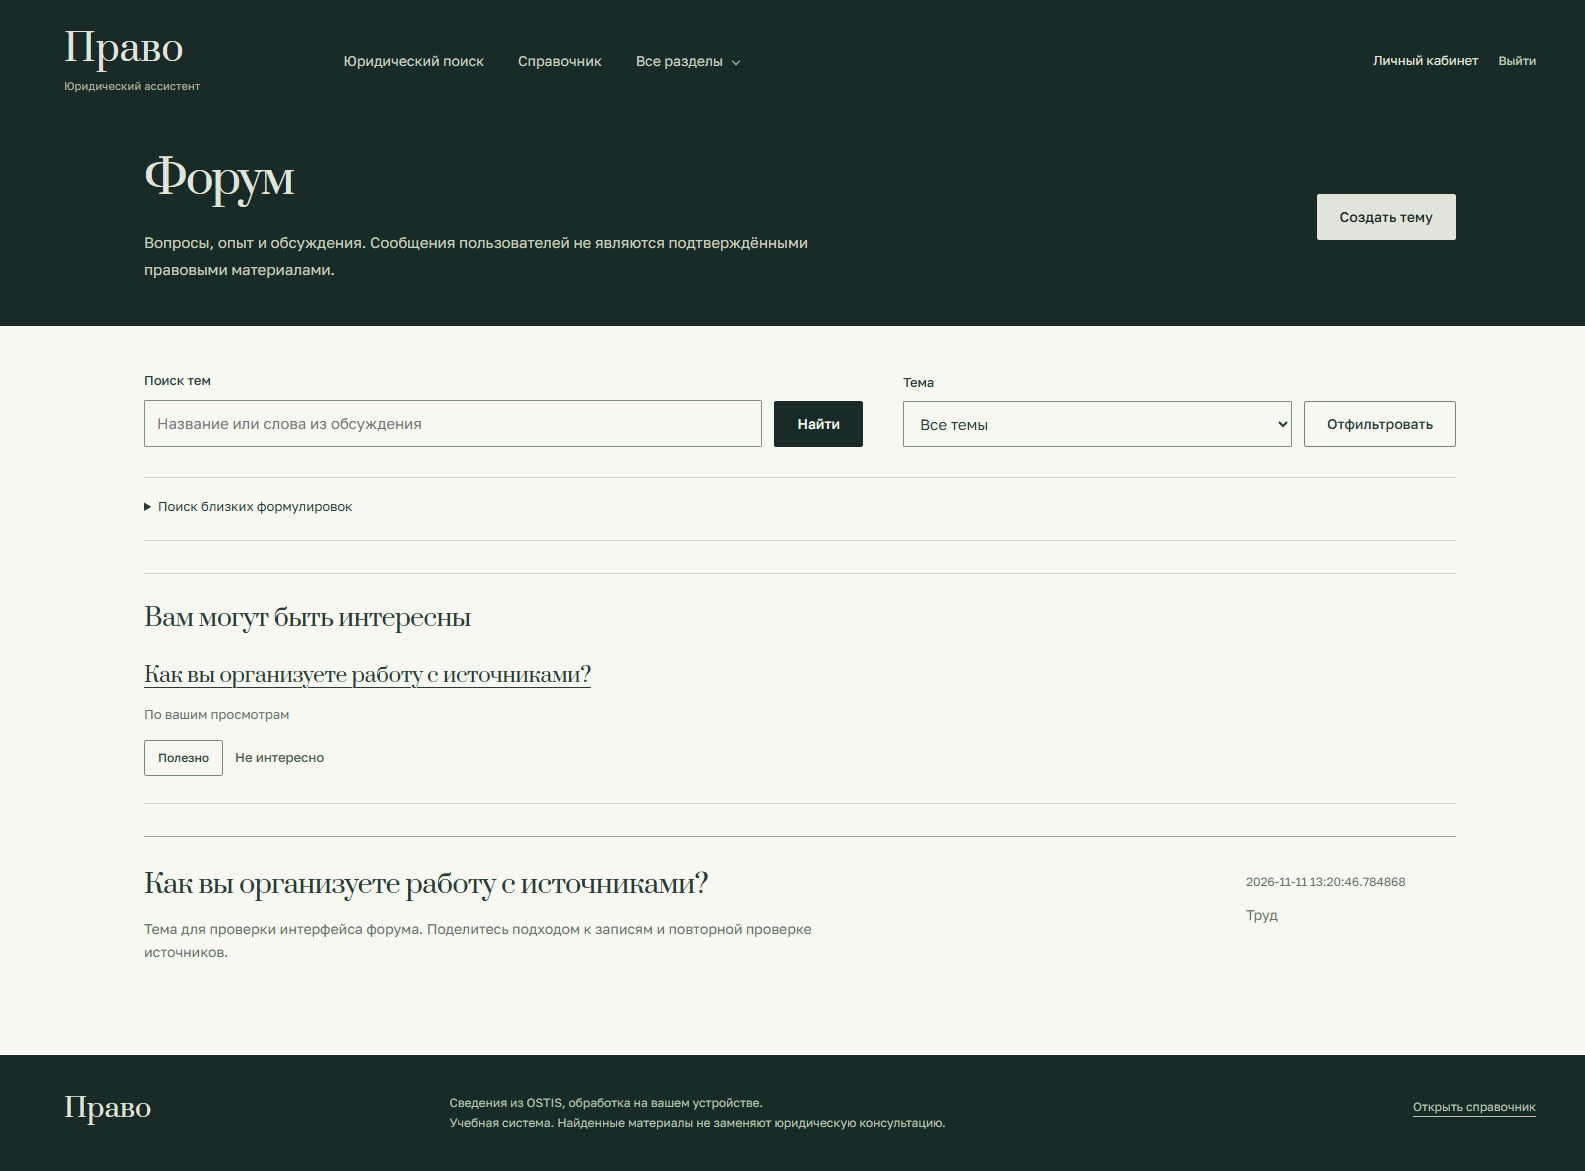 Право
Юридический ассистент
Юридический поиск
Справочник
Все разделы
Личный кабинет
Выйти
Форум
Вопросы, опыт и обсуждения. Сообщения пользователей не являются подтверждёнными
правовыми материалами.
Создать тему
Поиск тем
Название или слова из обсуждения
Найти
Тема
Все темы
Отфильтровать
Поиск близких формулировок
Вам могут быть интересны
Как вы организуете работу с источниками?
По вашим просмотрам
Полезно
Не интересно
Как вы организуете работу с источниками?
Тема для проверки интерфейса форума. Поделитесь подходом к записям и повторной проверке
источников.
2026-11-11 13:20:46.784868
Труд
Право
Сведения из OSTIS, обработка на вашем устройстве.
Учебная система. Найденные материалы не заменяют юридическую консультацию.
Открыть справочник